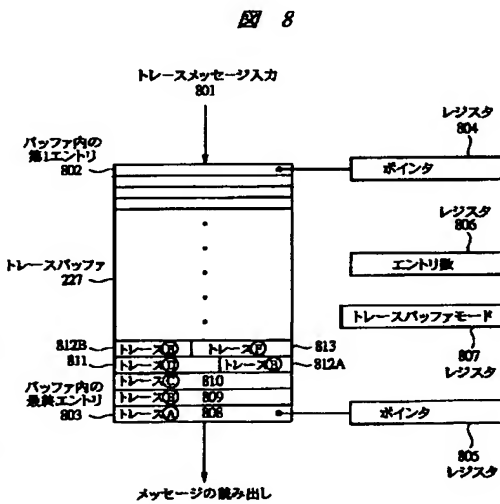 図 8
トレースメッセージ入力
801
バッファ内の
第1エントリ
802
レジスタ
804
ポインタ
レジスタ
806
エントリ数
トレースバッファ
227
トレースバッファモード
807
レジスタ
812B
トレースⒺ
トレースⒻ
813
811
トレースⒹ
トレースⒺ
812A
トレースⒸ 810
バッファ内の
最終エントリ
803
トレースⒷ 809
トレースⒶ 808
ポインタ
805
レジスタ
メッセージの読み出し